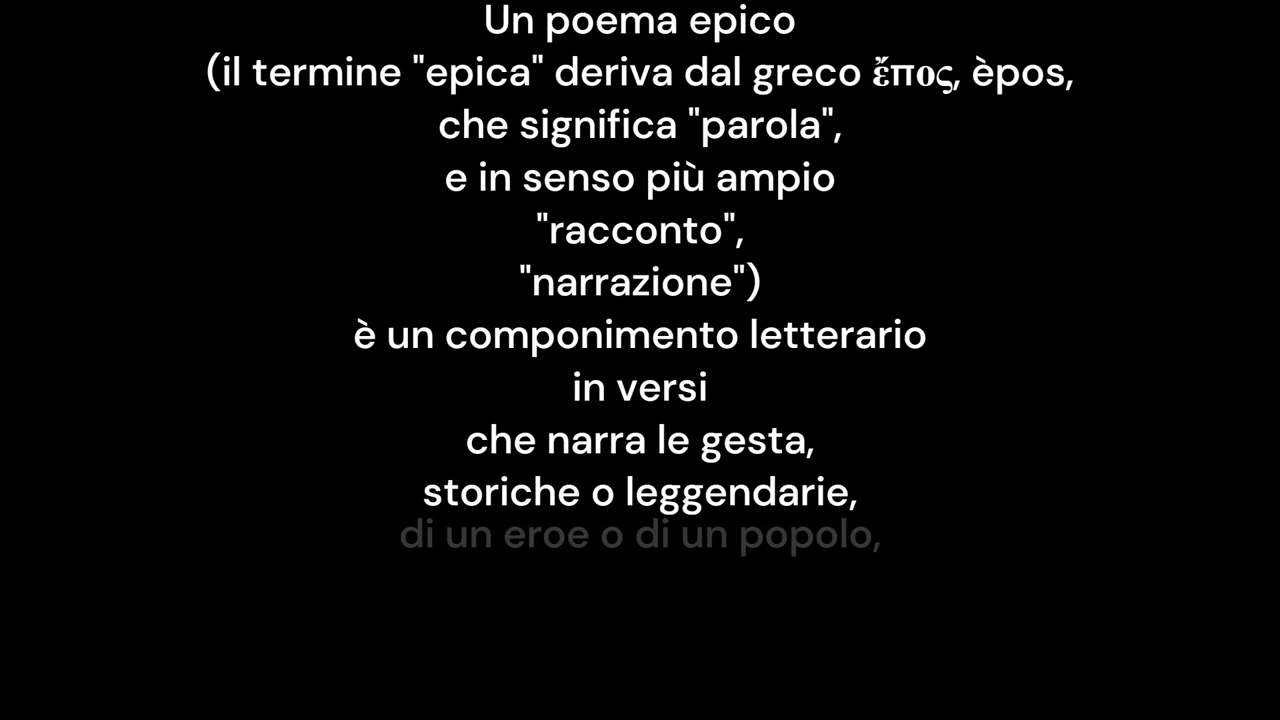 Un poema epico
(il termine "epica" deriva dal greco ἔπος, èpos,
che significa "parola",
e in senso più ampio
"racconto",
"narrazione")
è un componimento letterario
in versi
che narra le gesta,
storiche o leggendarie,
di un eroe o di un popolo,